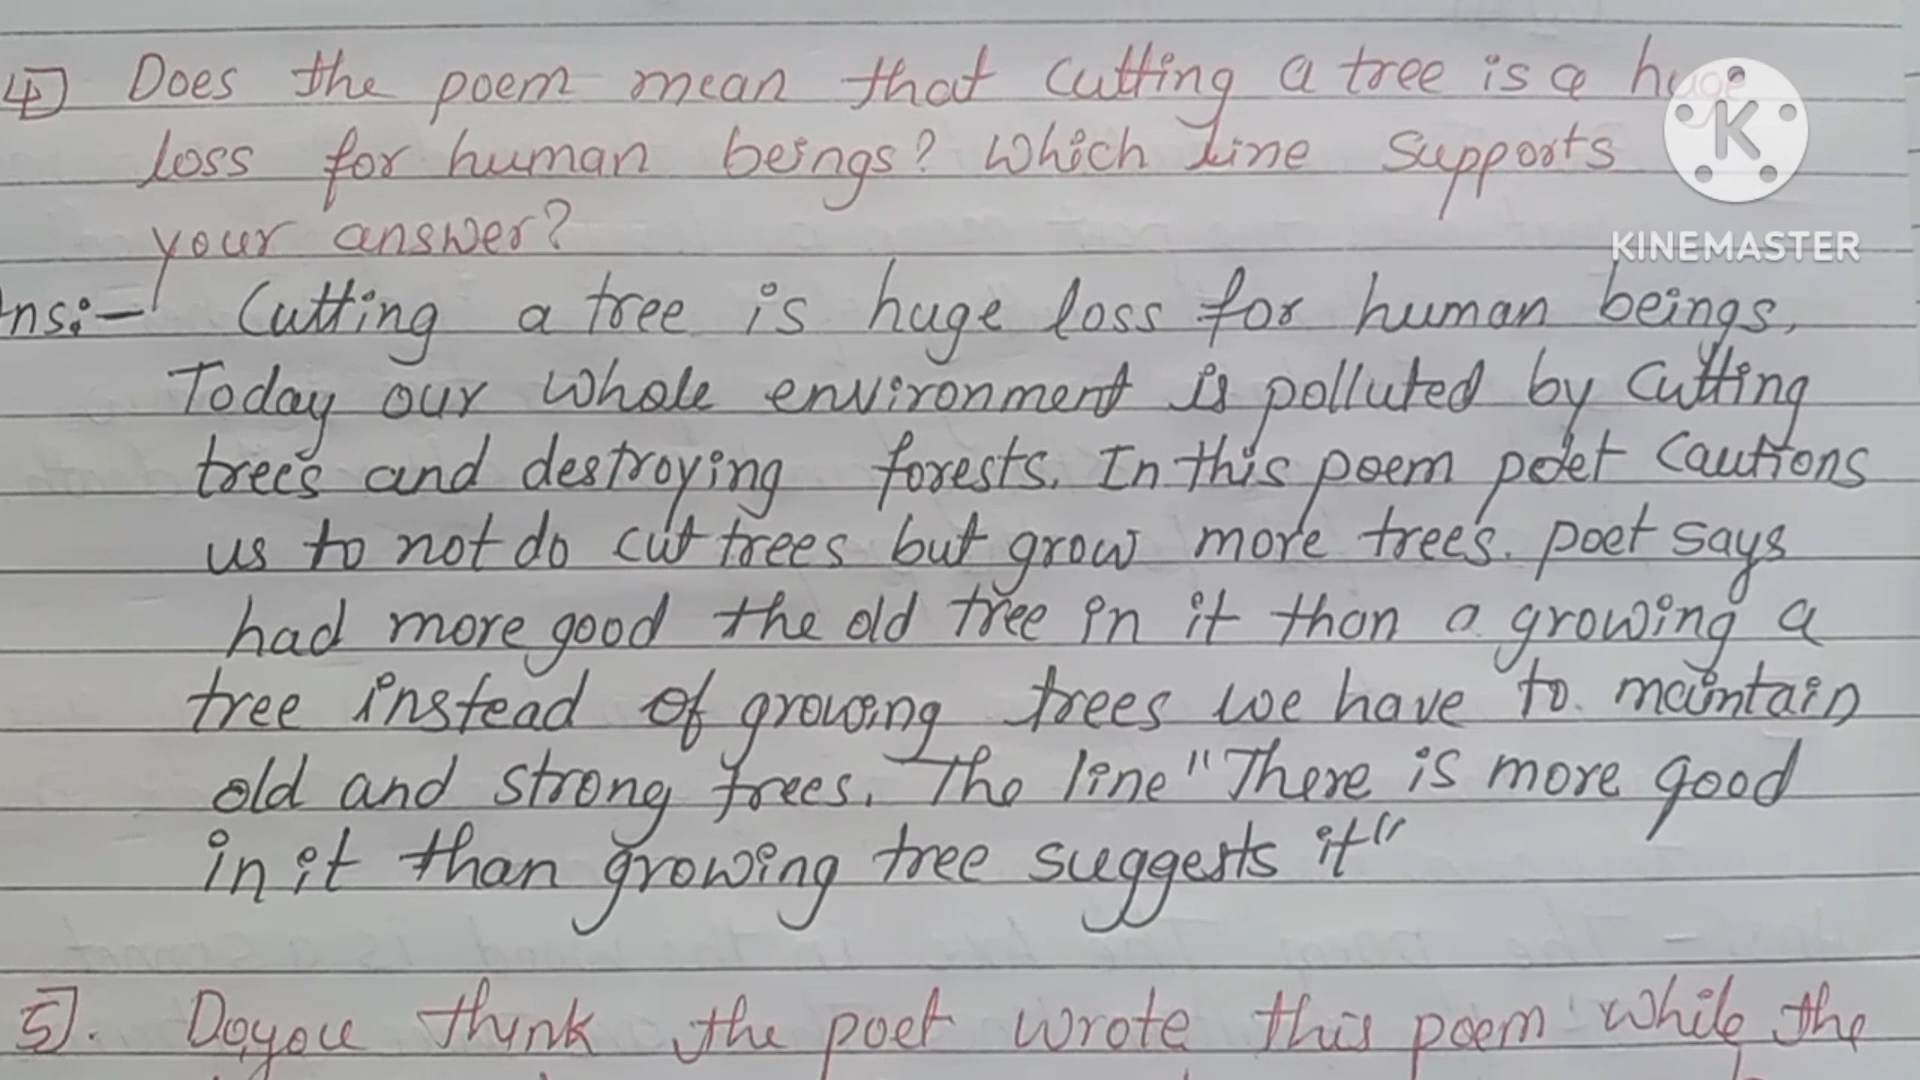 4] Does the poem mean that cutting a tree is a huge
loss for human beings? Which line supports
your answer?
KINEMASTER
Ans:- Cutting a tree is huge loss for human beings.
Today our whole environment is polluted by cutting
trees and destroying forests. In this poem poet cautions
us to not do cut trees but grow more trees. poet says
had more good the old tree in it than a growing a
tree instead of growing trees we have to maintain
old and strong trees. The line "There is more good
in it than growing tree suggests it"
5]. Do you think the poet wrote this poem while the